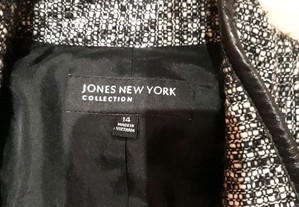 JONES NEW YORK
COLLECTION
14
MADE IN
VIETNAM